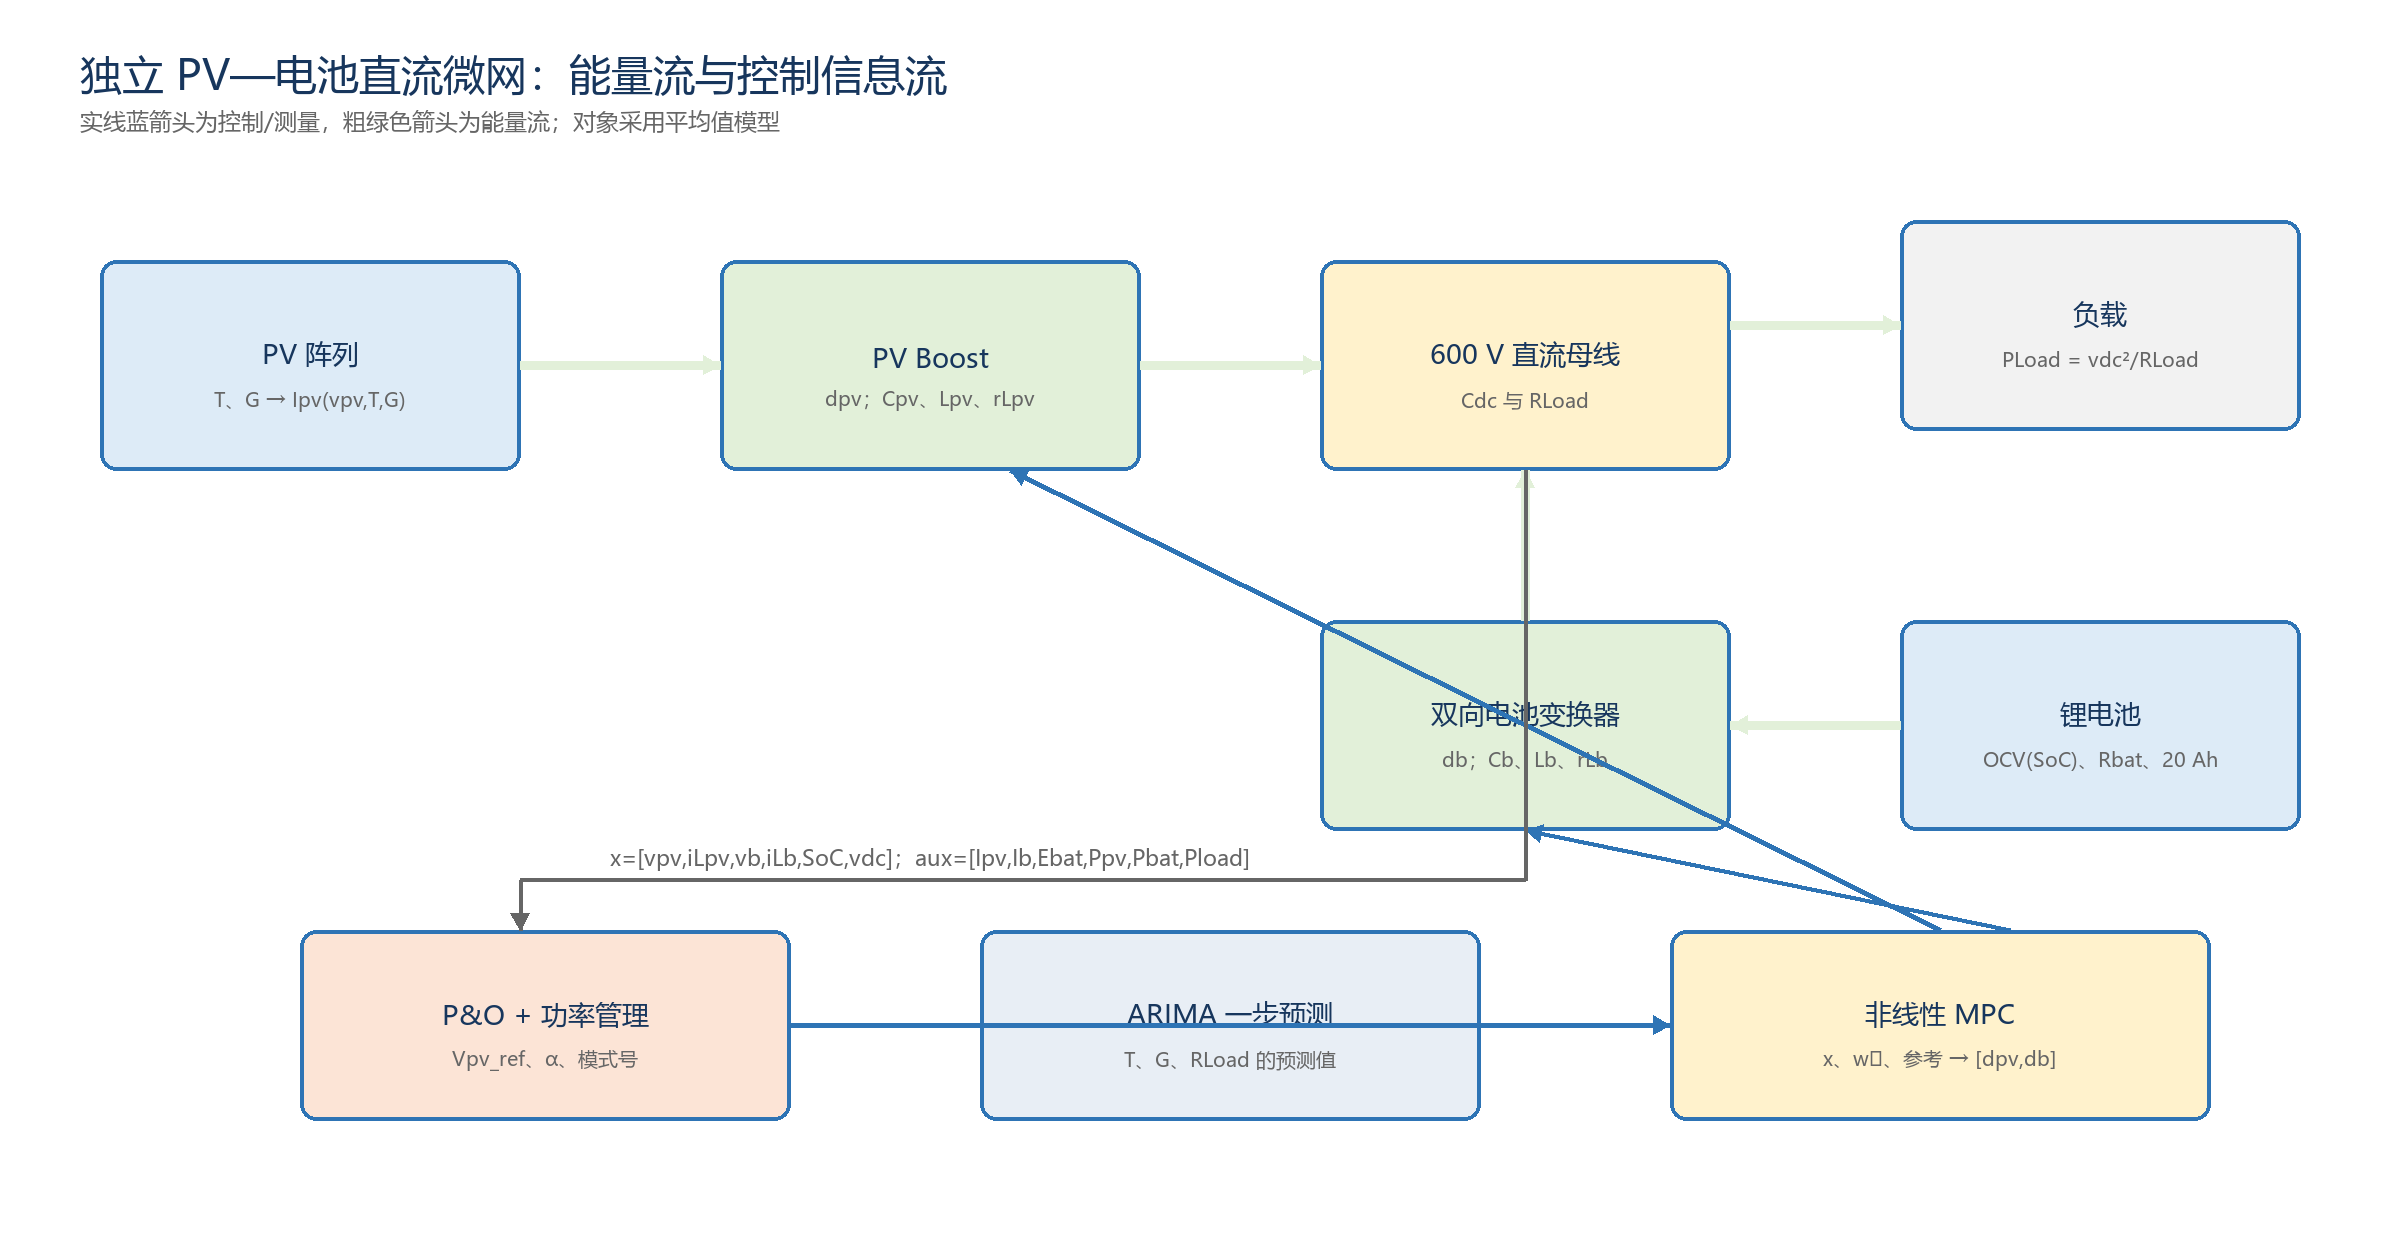 独立 PV—电池直流微网：能量流与控制信息流
实线蓝箭头为控制/测量，粗绿色箭头为能量流；对象采用平均值模型
PV 阵列
T、G → Ipv(vpv,T,G)
PV Boost
dpv；Cpv、Lpv、rLpv
600 V 直流母线
Cdc 与 RLoad
负载
PLoad = vdc²/RLoad
双向电池变换器
db；Cb、Lb、rLb
锂电池
OCV(SoC)、Rbat、20 Ah
x=[vpv,iLpv,vb,iLb,SoC,vdc]；aux=[Ipv,Ib,Ebat,Ppv,Pbat,Pload]
P&O + 功率管理
Vpv_ref、α、模式号
ARIMA 一步预测
T、G、RLoad 的预测值
非线性 MPC
x、w▯、参考 → [dpv,db]